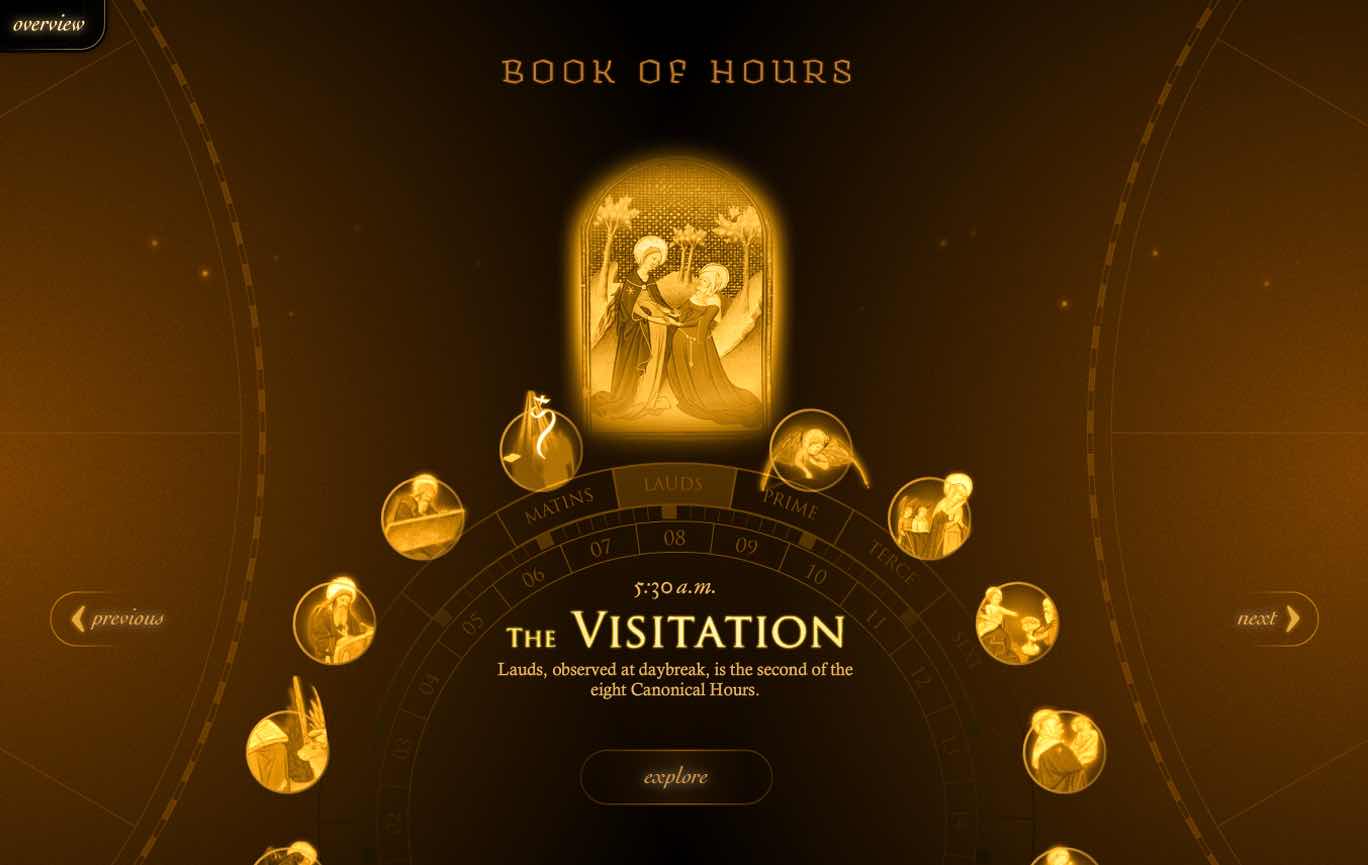 overview
BOOK OF HOURS
MATINS
LAUDS
PRIME
TERCE
SEXT
02
03
04
05
06
07
08
09
10
11
12
5:30 a.m.
THE VISITATION
Lauds, observed at daybreak, is the second of the
eight Canonical Hours.
previous
next
explore